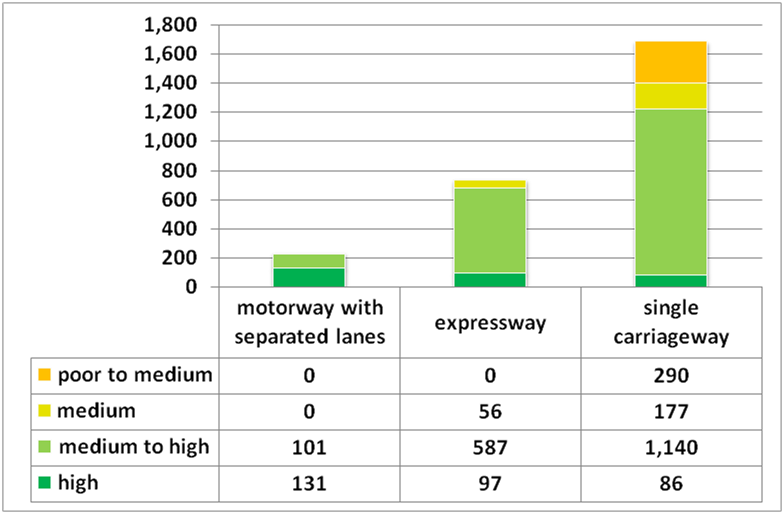 1,800
1,600
1,400
1,200
1,000
800
600
400
200
0
motorway with separated lanes
expressway
single carriageway
poor to medium 0 0 290
medium 0 56 177
medium to high 101 587 1,140
high 131 97 86